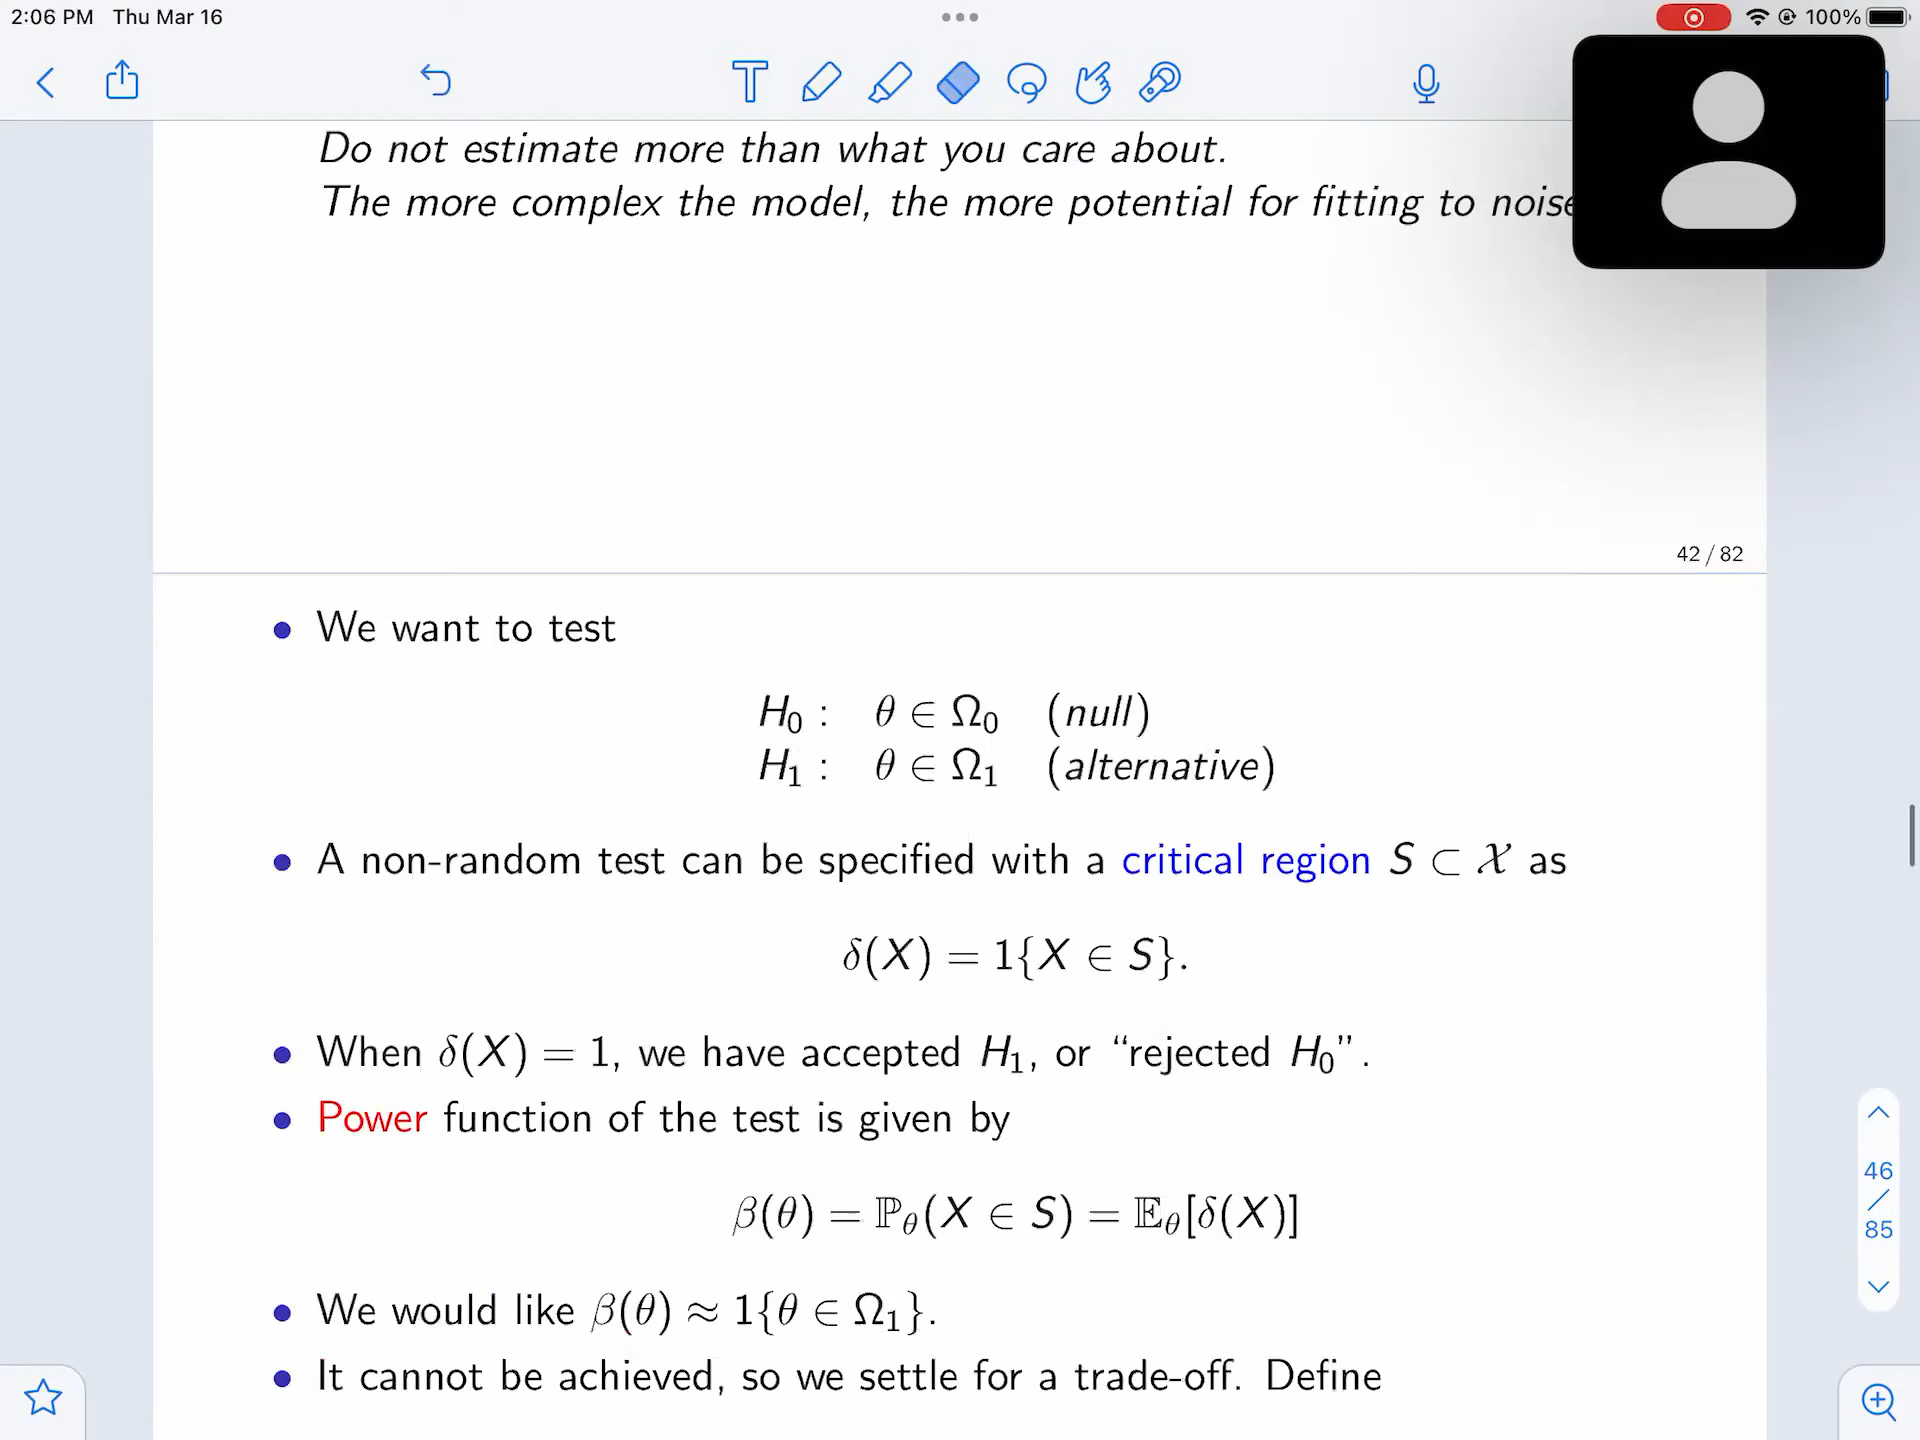 2:06 PM Thu Mar 16
100%
Do not estimate more than what you care about.
The more complex the model, the more potential for fitting to noise
42 / 82
• We want to test
H₀ : θ ∈ Ω₀ (null)
H₁ : θ ∈ Ω₁ (alternative)
• A non-random test can be specified with a critical region S ⊂ 𝒳 as
δ(X) = 1{X ∈ S}.
• When δ(X) = 1, we have accepted H₁, or “rejected H₀”.
• Power function of the test is given by
β(θ) = ℙ_θ(X ∈ S) = 𝔼_θ[δ(X)]
• We would like β(θ) ≈ 1{θ ∈ Ω₁}.
• It cannot be achieved, so we settle for a trade-off. Define
46
/
85